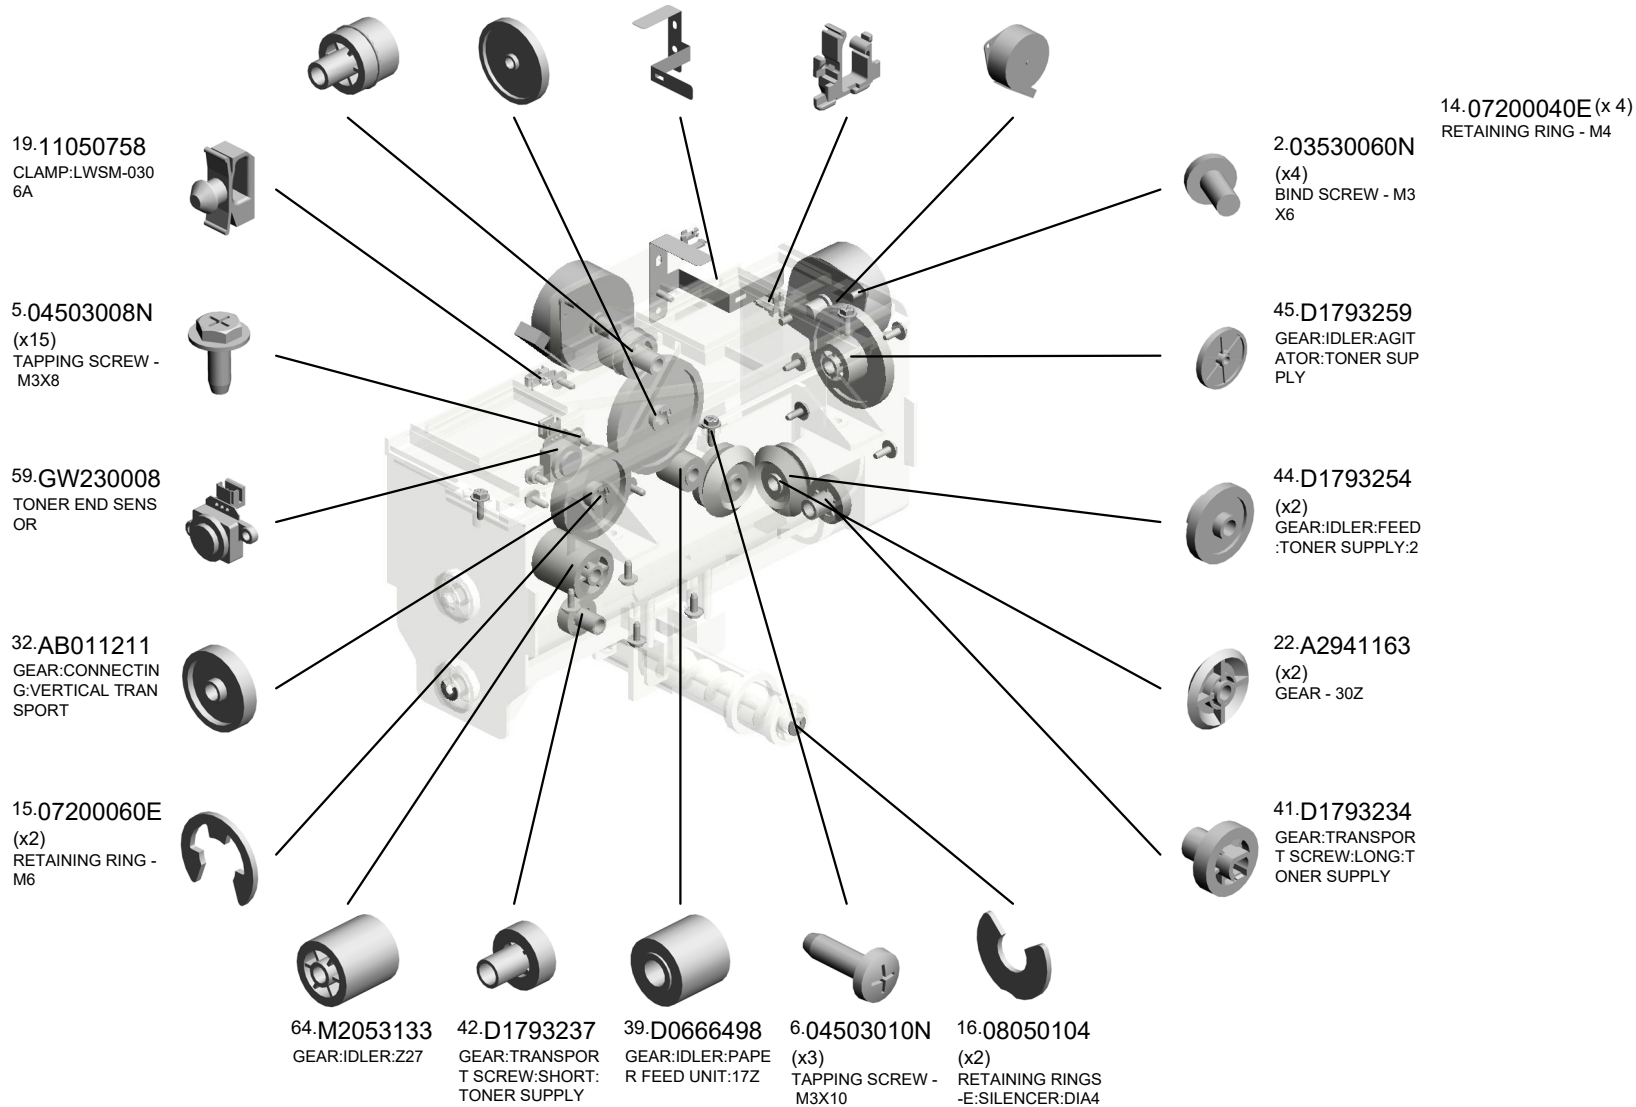 14.07200040E (x 4)
RETAINING RING - M4
19.11050758
CLAMP:LWSM-030
6A
2.03530060N
(x4)
BIND SCREW - M3
X6
5.04503008N
(x15)
TAPPING SCREW -
M3X8
45.D1793259
GEAR:IDLER:AGIT
ATOR:TONER SUP
PLY
59.GW230008
TONER END SENS
OR
44.D1793254
(x2)
GEAR:IDLER:FEED
:TONER SUPPLY:2
32.AB011211
GEAR:CONNECTIN
G:VERTICAL TRAN
SPORT
22.A2941163
(x2)
GEAR - 30Z
15.07200060E
(x2)
RETAINING RING -
M6
41.D1793234
GEAR:TRANSPOR
T SCREW:LONG:T
ONER SUPPLY
64.M2053133
GEAR:IDLER:Z27
42.D1793237
GEAR:TRANSPOR
T SCREW:SHORT:
TONER SUPPLY
39.D0666498
GEAR:IDLER:PAPE
R FEED UNIT:17Z
6.04503010N
(x3)
TAPPING SCREW -
M3X10
16.08050104
(x2)
RETAINING RINGS
-E:SILENCER:DIA4